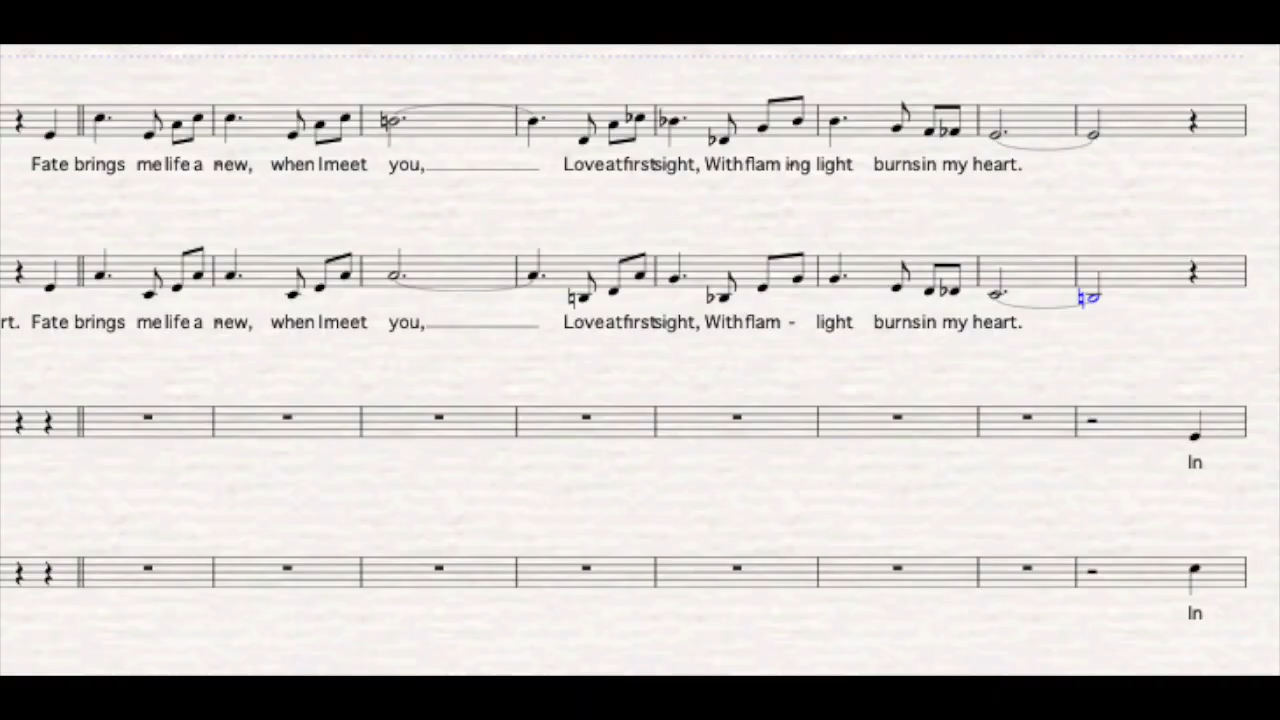 Fate brings me life a - new, when I meet you, Love at first sight, With flam - ing light burns in my heart.
rt. Fate brings me life a - new, when I meet you, Love at first sight, With flam - light burns in my heart.
In
In